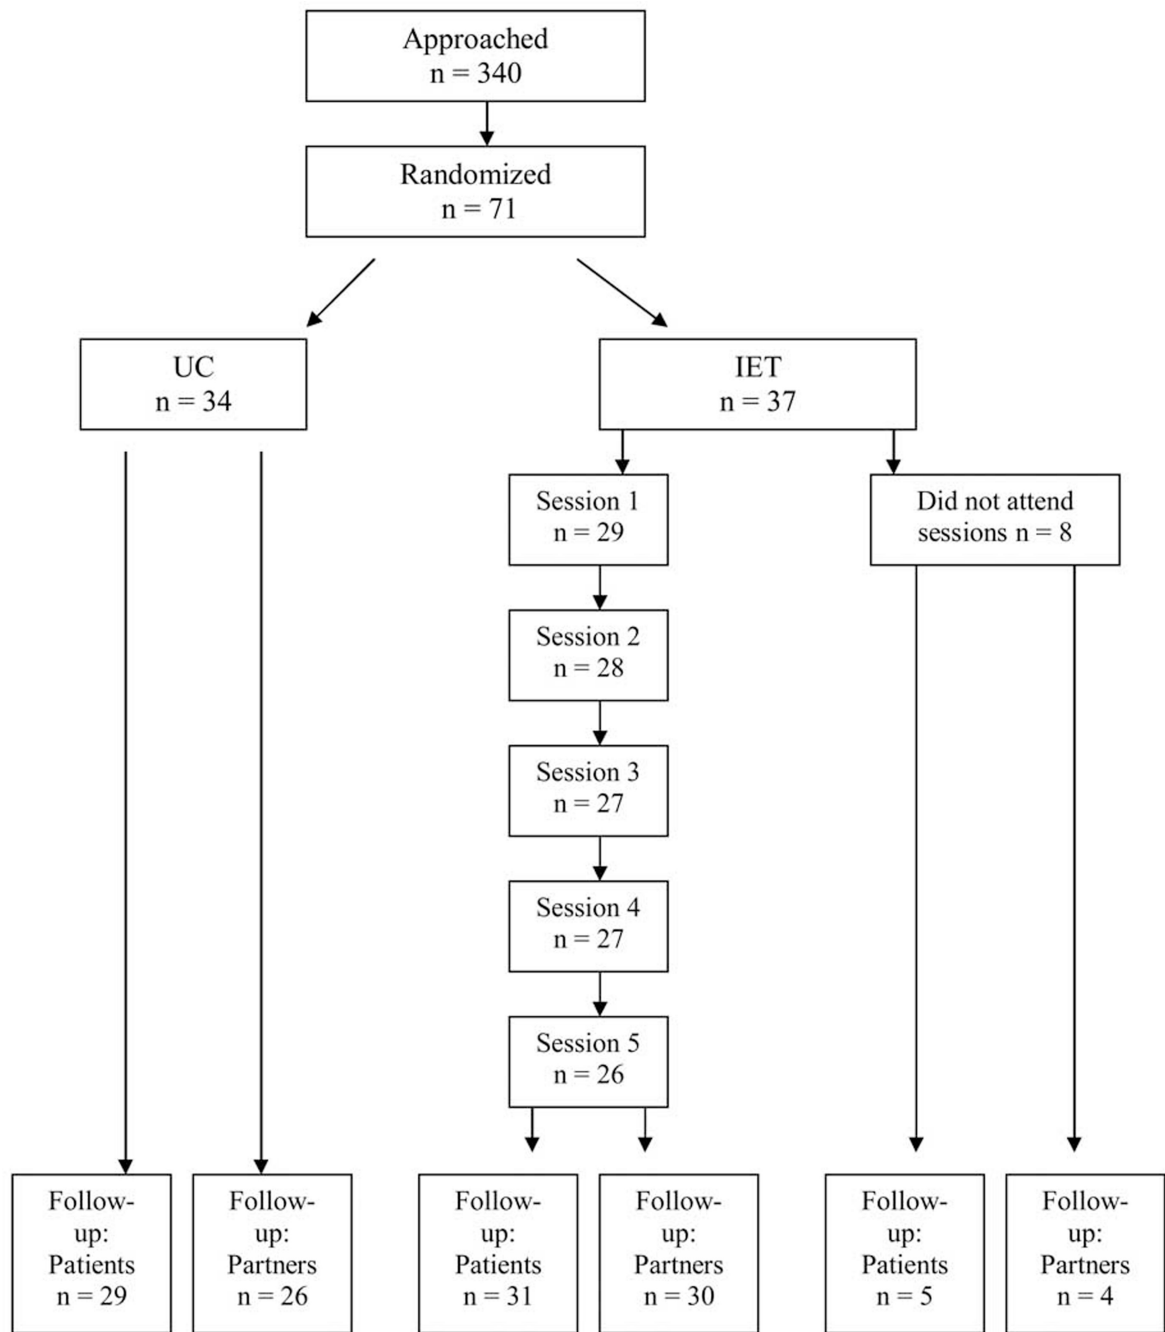 Approached
n = 340
Randomized
n = 71
UC
n = 34
IET
n = 37
Session 1
n = 29
Did not attend
sessions n = 8
Session 2
n = 28
Session 3
n = 27
Session 4
n = 27
Session 5
n = 26
Follow-
up:
Patients
n = 29
Follow-
up:
Partners
n = 26
Follow-
up:
Patients
n = 31
Follow-
up:
Partners
n = 30
Follow-
up:
Patients
n = 5
Follow-
up:
Partners
n = 4